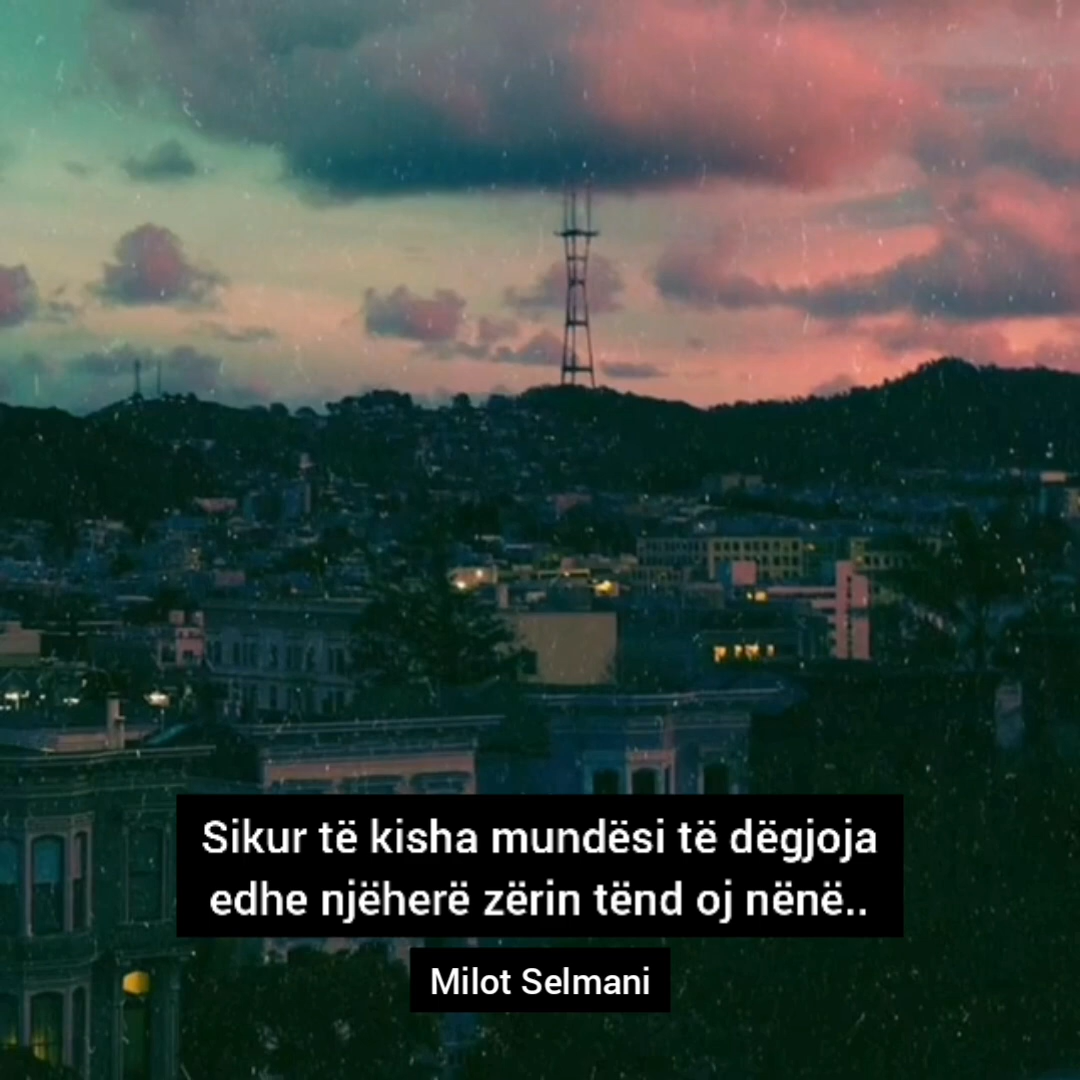 Sikur të kisha mundësi të dëgjoja
edhe njëherë zërin tënd oj nënë..
Milot Selmani